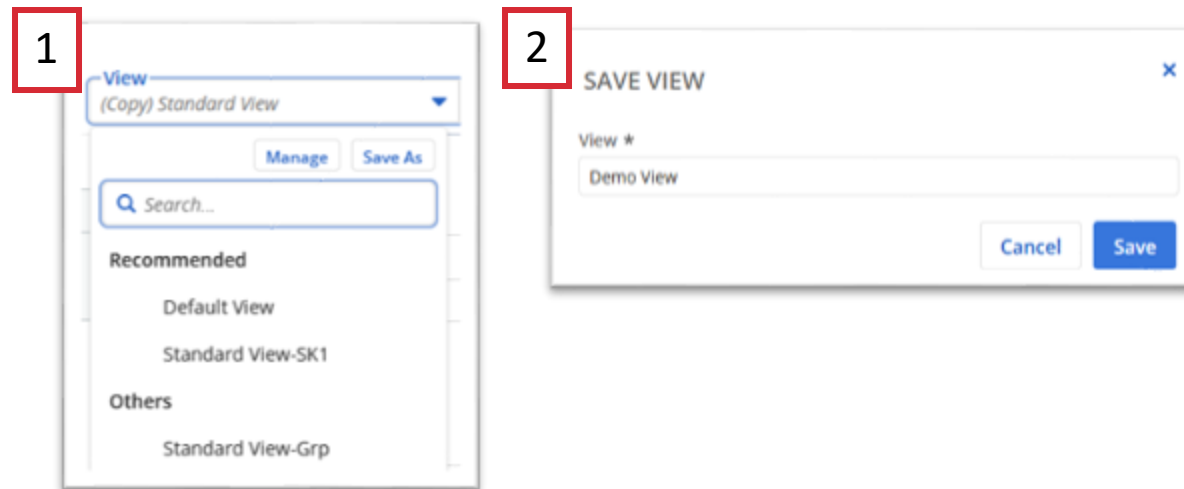 1
View
(Copy) Standard View
Manage Save As
Search...
Recommended
Default View
Standard View-SK1
Others
Standard View-Grp
2
SAVE VIEW
×
View *
Demo View
Cancel Save